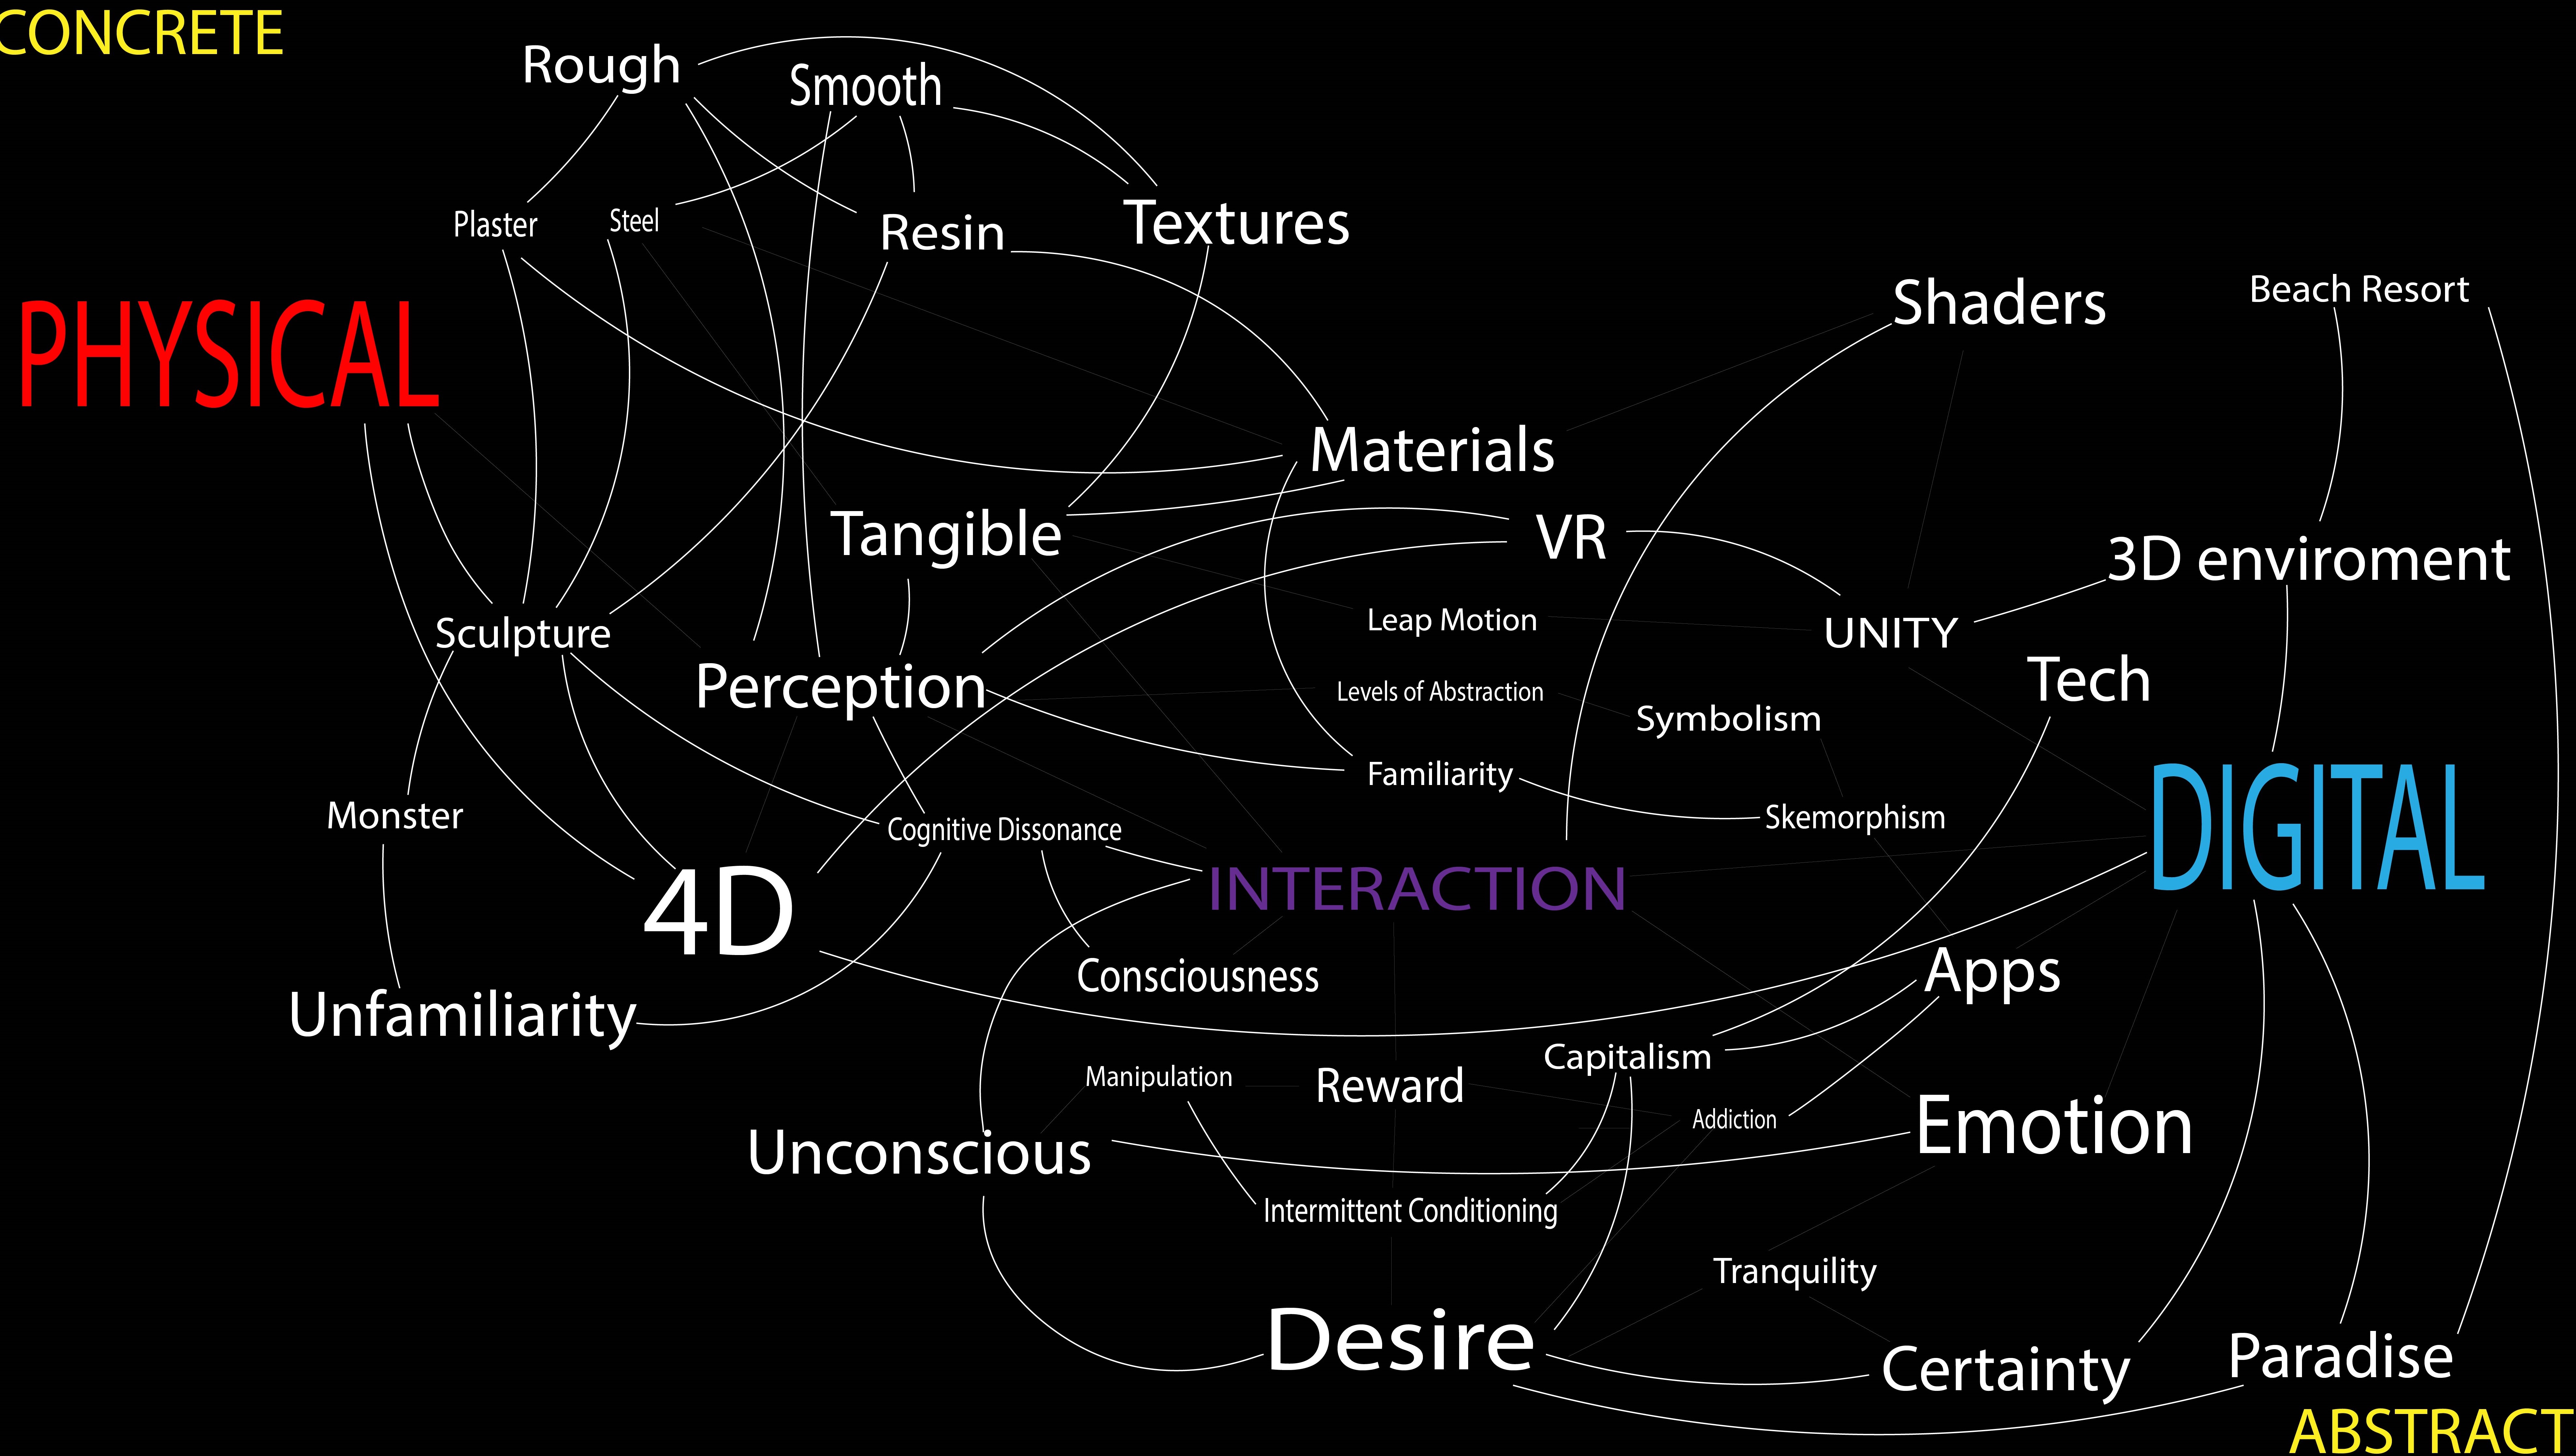 CONCRETE
Rough
Smooth
Plaster
Steel
Resin
Textures
PHYSICAL
Shaders
Beach Resort
Materials
Tangible
VR
3D enviroment
Leap Motion
UNITY
Sculpture
Perception
Levels of Abstraction
Symbolism
Tech
Familiarity
Monster
Cognitive Dissonance
Skemorphism
DIGITAL
INTERACTION
4D
Consciousness
Apps
Unfamiliarity
Capitalism
Manipulation
Reward
Addiction
Emotion
Unconscious
Intermittent Conditioning
Tranquility
Desire
Certainty
Paradise
ABSTRACT